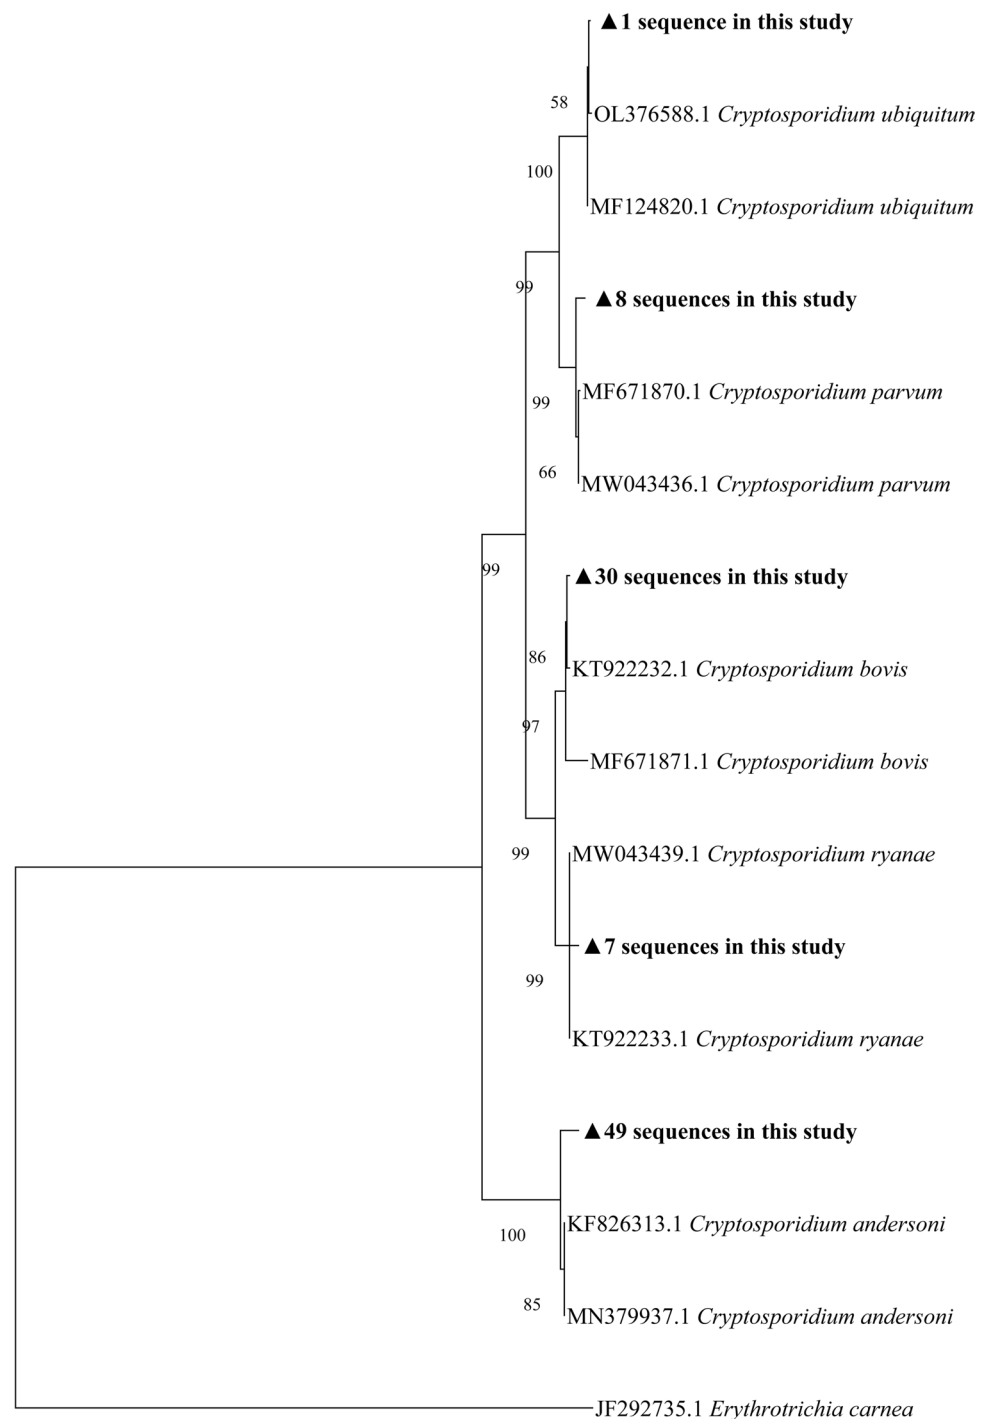 ▲1 sequence in this study
58
OL376588.1 Cryptosporidium ubiquitum
100
MF124820.1 Cryptosporidium ubiquitum
99
▲8 sequences in this study
MF671870.1 Cryptosporidium parvum
99
66
MW043436.1 Cryptosporidium parvum
99
▲30 sequences in this study
86
KT922232.1 Cryptosporidium bovis
97
MF671871.1 Cryptosporidium bovis
99
MW043439.1 Cryptosporidium ryanae
▲7 sequences in this study
99
KT922233.1 Cryptosporidium ryanae
▲49 sequences in this study
100
KF826313.1 Cryptosporidium andersoni
85
MN379937.1 Cryptosporidium andersoni
JF292735.1 Erythrotrichia carnea